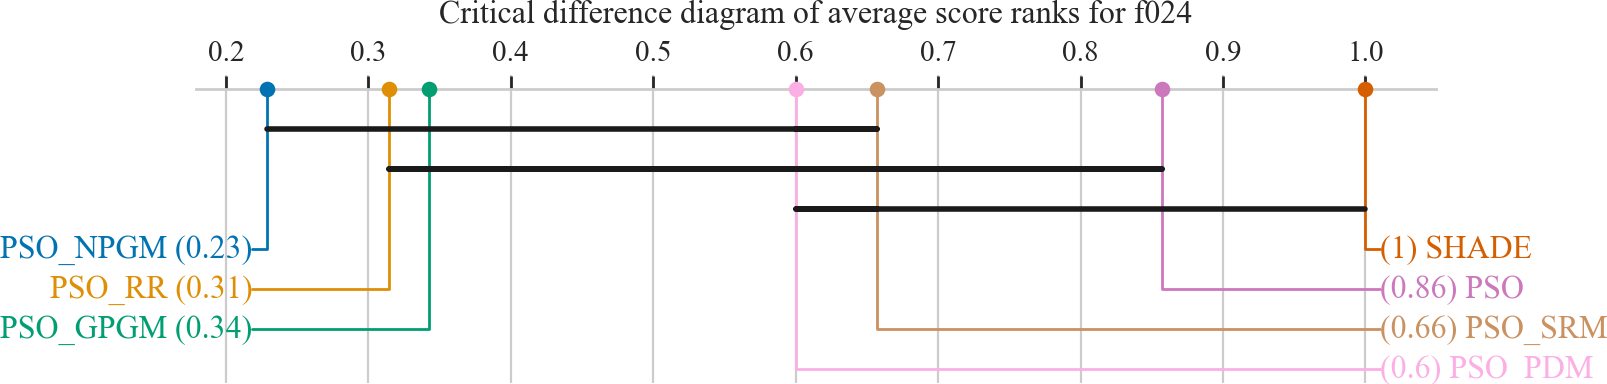 Critical difference diagram of average score ranks for f024
0.2 0.3 0.4 0.5 0.6 0.7 0.8 0.9 1.0
PSO_NPGM (0.23) (1) SHADE
PSO_RR (0.31) (0.86) PSO
PSO_GPGM (0.34) (0.66) PSO_SRM
(0.6) PSO_PDM